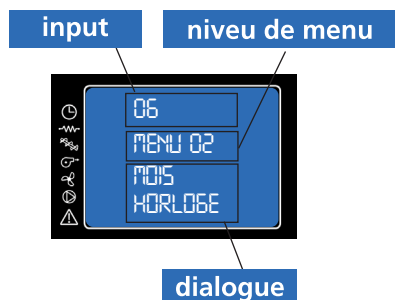 input
niveu de menu
06
MENU 02
MOIS
HORLOGE
dialogue